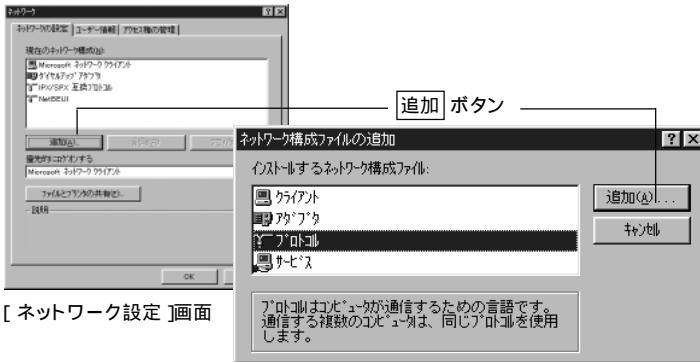 ネットワーク
ネットワークの設定 ユーザー情報 アクセス権の管理
現在のネットワーク構成(N):
Microsoft ネットワーク クライアント
ダイヤルアップ アダプタ
IPX/SPX 互換プロトコル
NetBEUI
追加(A)...
優先的にログオンする
Microsoft ネットワーク クライアント
ファイルとプリンタの共有(F)...
説明
OK
[ ネットワーク設定 ]画面
追加 ボタン
ネットワーク構成ファイルの追加
インストールするネットワーク構成ファイル:
クライアント
アダプタ
プロトコル
サービス
追加(A)...
キャンセル
プロトコルはコンピュータが通信するための言語です。
通信する複数のコンピュータは、同じプロトコルを使用
します。